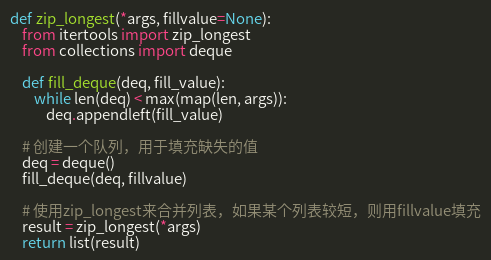 def zip_longest(*args, fillvalue=None):
from itertools import zip_longest
from collections import deque
def fill_deque(deq, fill_value):
while len(deq) < max(map(len, args)):
deq.appendleft(fill_value)
# 创建一个队列，用于填充缺失的值
deq = deque()
fill_deque(deq, fillvalue)
# 使用zip_longest来合并列表，如果某个列表较短，则用fillvalue填充
result = zip_longest(*args)
return list(result)